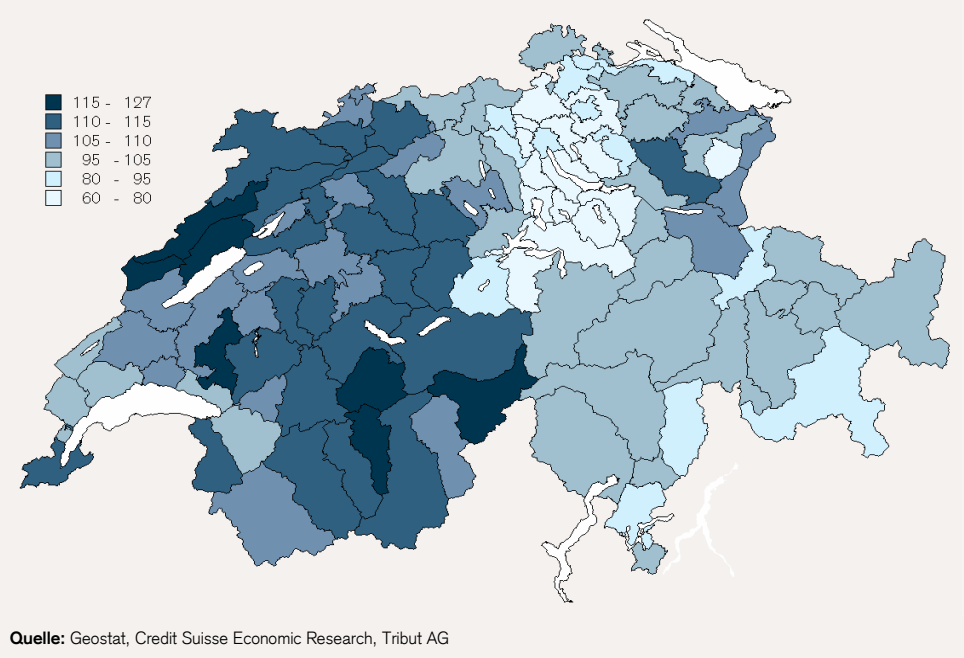 115 - 127
110 - 115
105 - 110
95 - 105
80 - 95
60 - 80
Quelle: Geostat, Credit Suisse Economic Research, Tribut AG